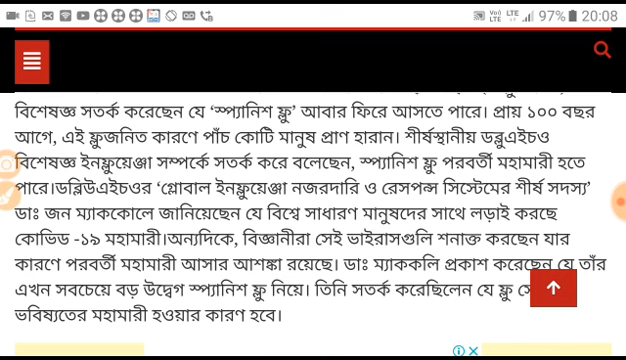 97% 20:08
বিশেষজ্ঞ সতর্ক করেছেন যে ‘স্প্যানিশ ফ্লু’ আবার ফিরে আসতে পারে। প্রায় ১০০ বছর
আগে, এই ফ্লুজনিত কারণে পাঁচ কোটি মানুষ প্রাণ হারান। শীর্ষস্থানীয় ডব্লুএইচও
বিশেষজ্ঞ ইনফ্লুয়েঞ্জা সম্পর্কে সতর্ক করে বলেছেন, স্প্যানিশ ফ্লু পরবর্তী মহামারী হতে
পারে।ডব্লিউএইচওর ‘গ্লোবাল ইনফ্লুয়েঞ্জা নজরদারি ও রেসপন্স সিস্টেমের শীর্ষ সদস্য’
ডাঃ জন ম্যাককোলে জানিয়েছেন যে বিশ্বে সাধারণ মানুষদের সাথে লড়াই করছে
কোভিড -১৯ মহামারী।অন্যদিকে, বিজ্ঞানীরা সেই ভাইরাসগুলি শনাক্ত করছেন যার
কারণে পরবর্তী মহামারী আসার আশঙ্কা রয়েছে। ডাঃ ম্যাককলি প্রকাশ করেছেন যে তাঁর
এখন সবচেয়ে বড় উদ্বেগ স্প্যানিশ ফ্লু নিয়ে। তিনি সতর্ক করেছিলেন যে ফ্লু
ভবিষ্যতের মহামারী হওয়ার কারণ হবে।